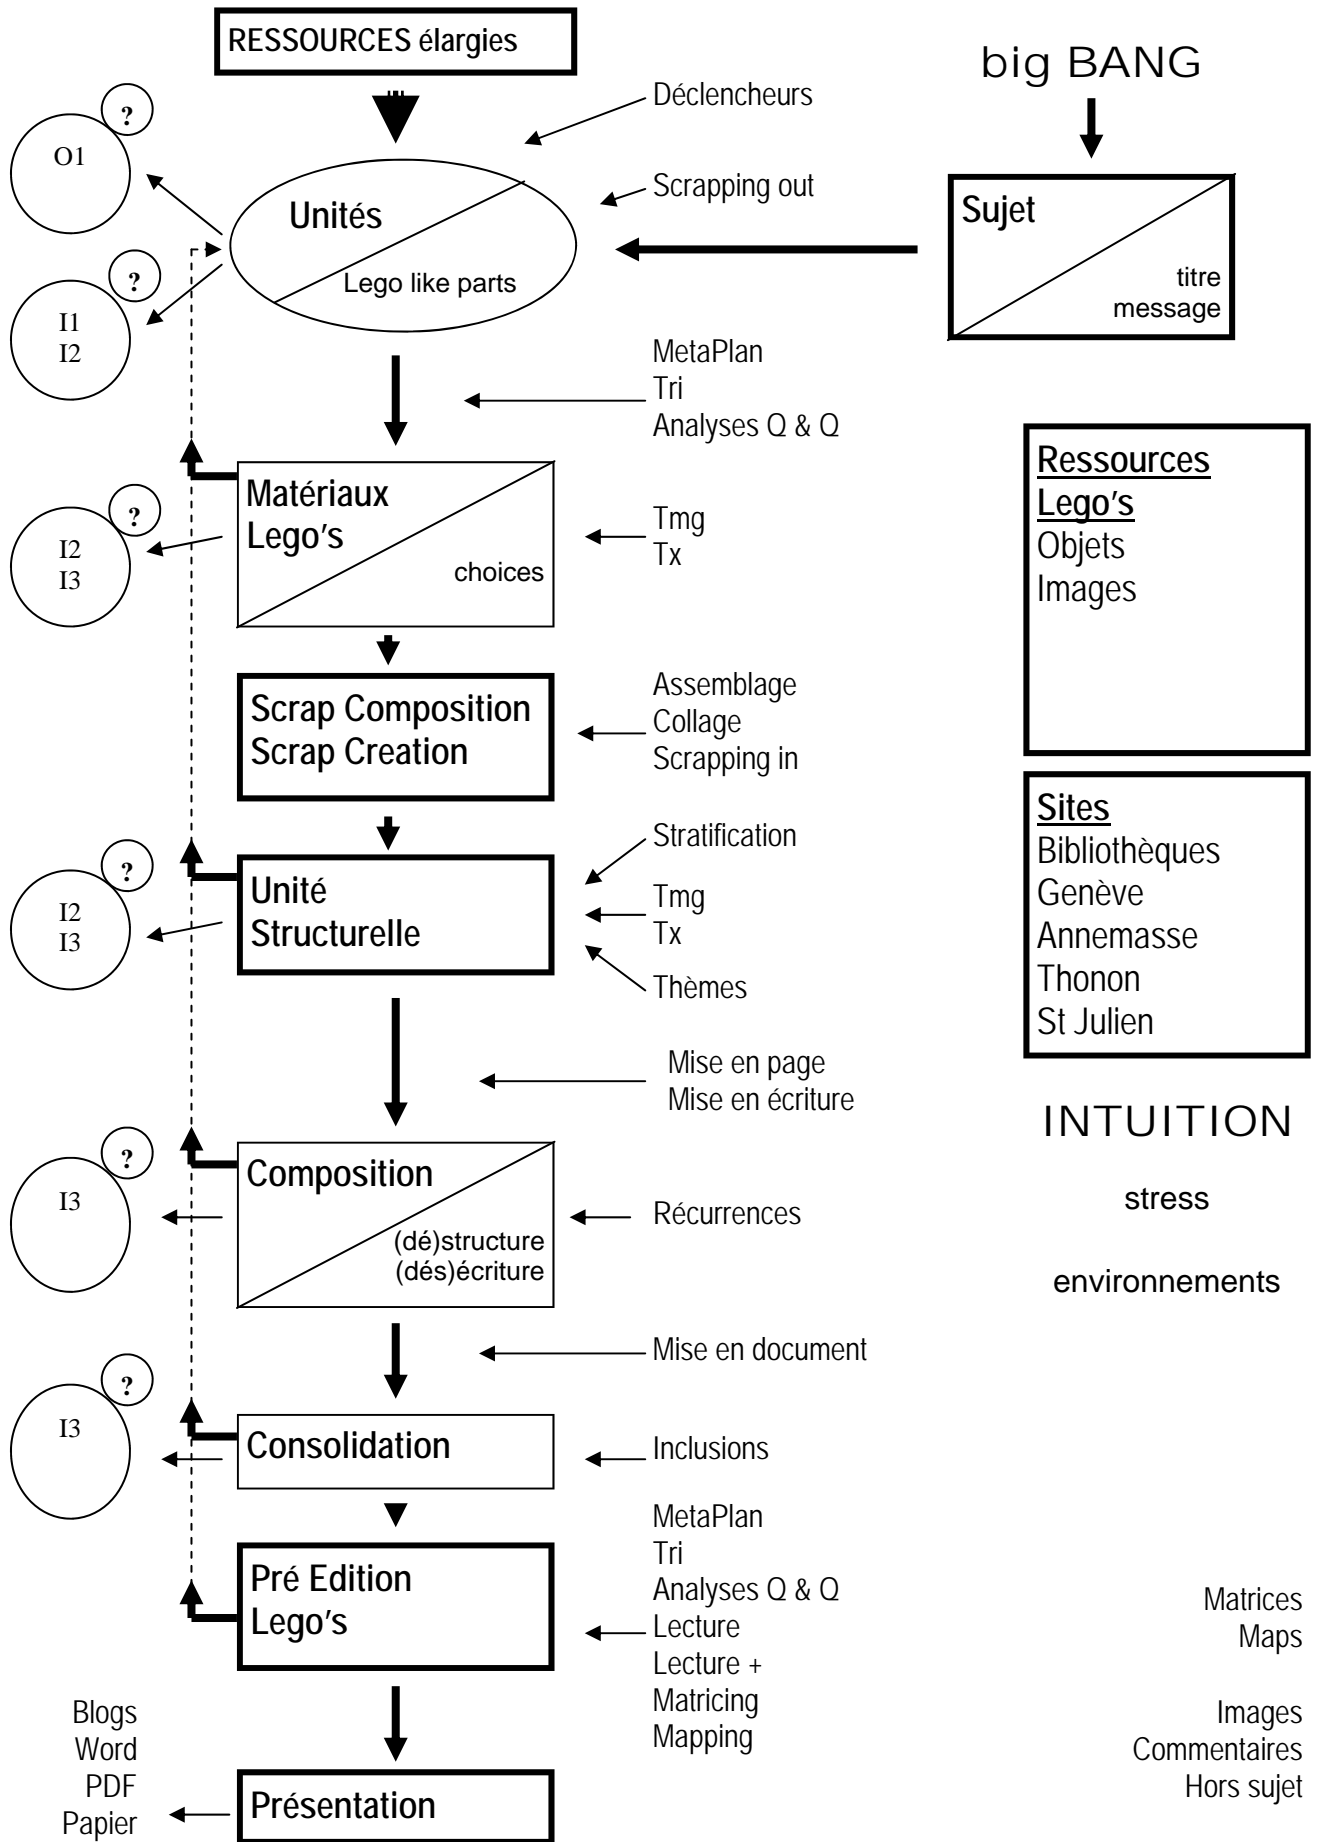 RESSOURCES élargies
big BANG
Déclencheurs
?
O1
Scrapping out
Unités
Lego like parts
Sujet
titre
message
?
I1
I2
MetaPlan
Tri
Analyses Q & Q
Ressources
Lego's
Objets
Images
Matériaux
Lego's
choices
?
I2
I3
Tmg
Tx
Scrap Composition
Scrap Creation
Assemblage
Collage
Scrapping in
Sites
Bibliothèques
Genève
Annemasse
Thonon
St Julien
Stratification
?
I2
I3
Unité
Structurelle
Tmg
Tx
Thèmes
Mise en page
Mise en écriture
INTUITION
stress
environnements
?
I3
Composition
(dé)structure
(dés)écriture
Récurrences
Mise en document
?
I3
Consolidation
Inclusions
Pré Edition
Lego's
MetaPlan
Tri
Analyses Q & Q
Lecture
Lecture +
Matricing
Mapping
Matrices
Maps
Images
Commentaires
Hors sujet
Blogs
Word
PDF
Papier
Présentation